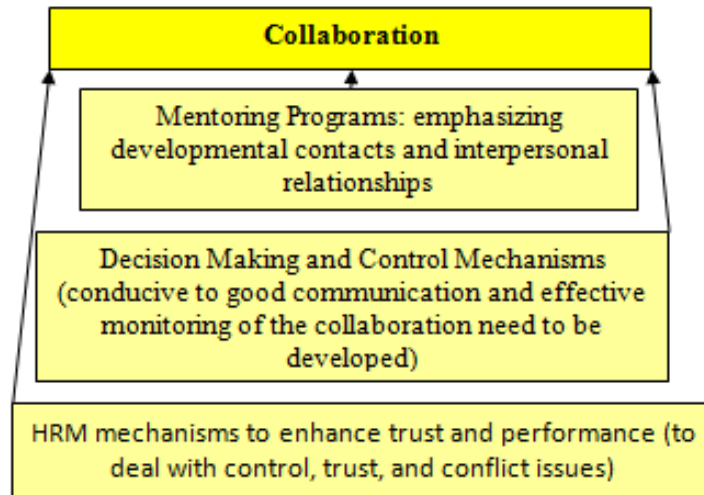 Collaboration
Mentoring Programs: emphasizing
developmental contacts and interpersonal
relationships
Decision Making and Control Mechanisms
(conducive to good communication and effective
monitoring of the collaboration need to be
developed)
HRM mechanisms to enhance trust and performance (to
deal with control, trust, and conflict issues)